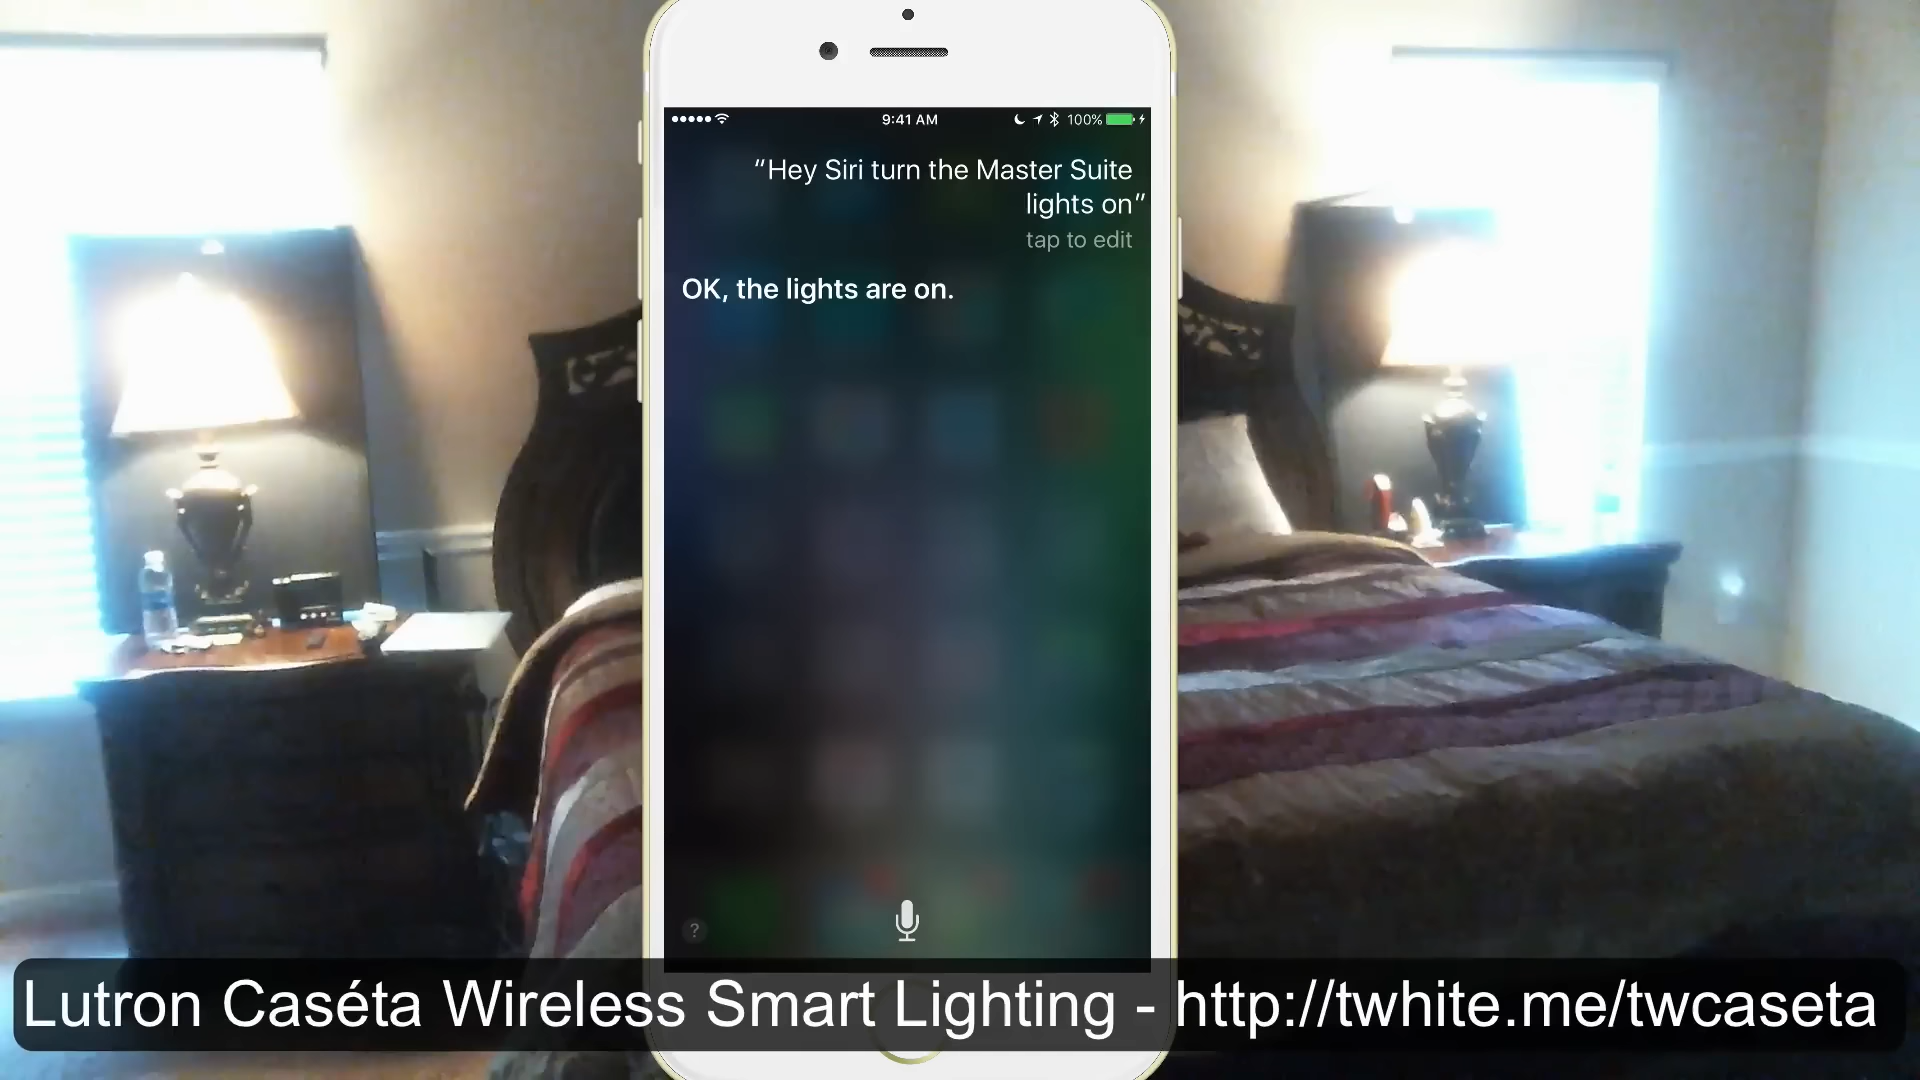 9:41 AM
100%
“Hey Siri turn the Master Suite
lights on”
tap to edit
OK, the lights are on.
?
Lutron Caséta Wireless Smart Lighting - http://twhite.me/twcaseta